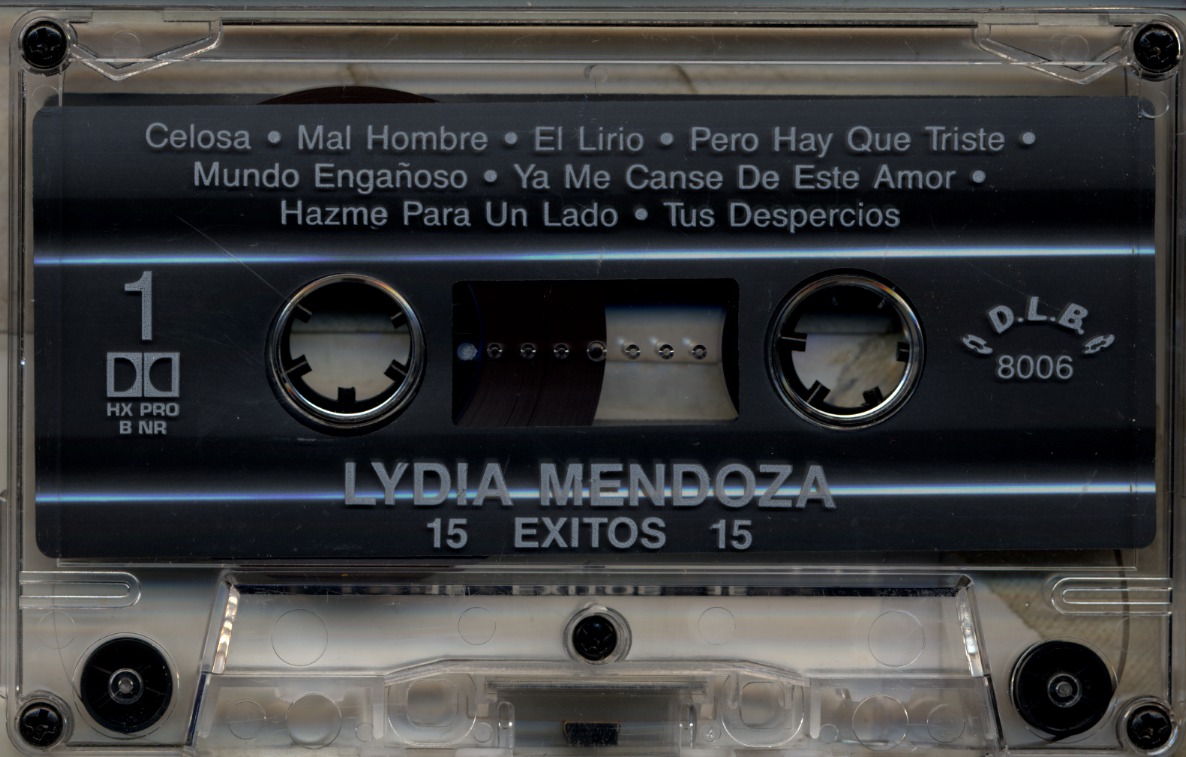 Celosa • Mal Hombre • El Lirio • Pero Hay Que Triste •
Mundo Engañoso • Ya Me Canse De Este Amor •
Hazme Para Un Lado • Tus Despercios
1
HX PRO
B NR
D.L.B.
8006
LYDIA MENDOZA
15 EXITOS 15